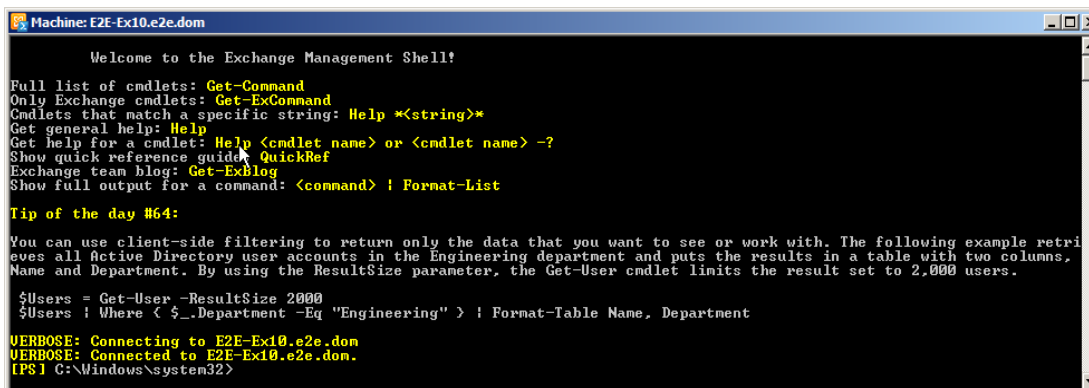 Machine: E2E-Ex10.e2e.dom
Welcome to the Exchange Management Shell!
Full list of cmdlets: Get-Command
Only Exchange cmdlets: Get-ExCommand
Cmdlets that match a specific string: Help *<string>*
Get general help: Help
Get help for a cmdlet: Help <cmdlet name> or <cmdlet name> -?
Show quick reference guide: QuickRef
Exchange team blog: Get-ExBlog
Show full output for a command: <command> | Format-List
Tip of the day #64:
You can use client-side filtering to return only the data that you want to see or work with. The following example retri
eves all Active Directory user accounts in the Engineering department and puts the results in a table with two columns,
Name and Department. By using the ResultSize parameter, the Get-User cmdlet limits the result set to 2,000 users.
$Users = Get-User -ResultSize 2000
$Users | Where { $_.Department -Eq "Engineering" } | Format-Table Name, Department
VERBOSE: Connecting to E2E-Ex10.e2e.dom
VERBOSE: Connected to E2E-Ex10.e2e.dom.
[PS] C:\Windows\system32>